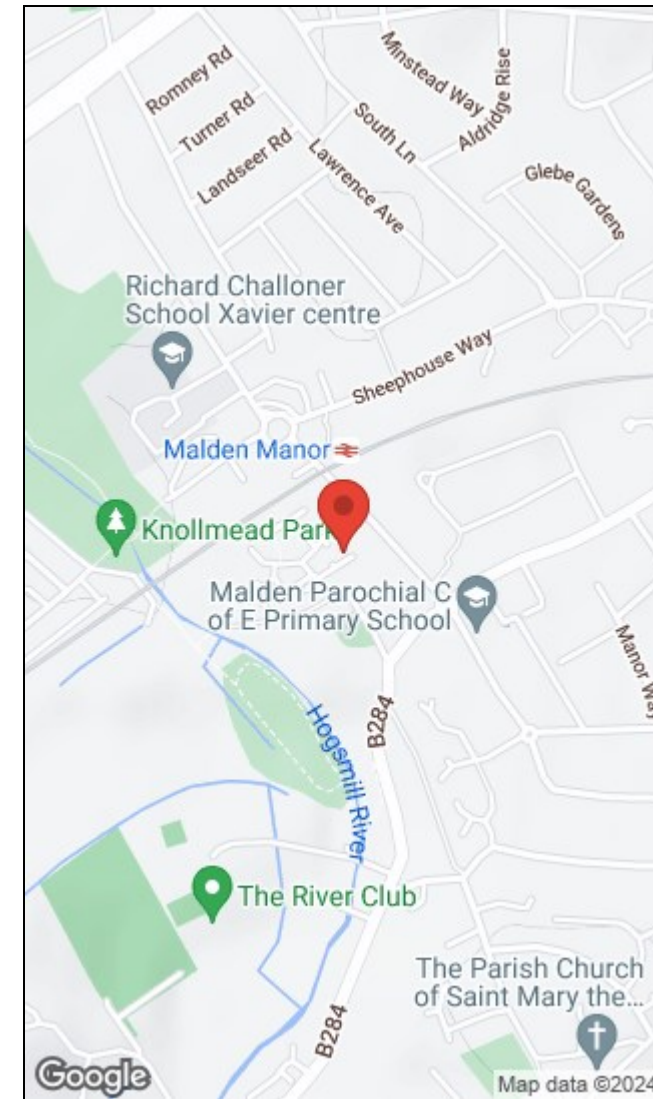 Minstead Way
Aldridge Rise
Romney Rd
Turner Rd
South Ln
Landseer Rd
Lawrence Ave
Glebe Gardens
Richard Challoner
School Xavier centre
Sheephouse Way
Malden Manor
Knollmead Park
Malden Parochial C
of E Primary School
Manor Way
B284
Hogsmill River
The River Club
The Parish Church
of Saint Mary the...
B284
Google
Map data ©2024